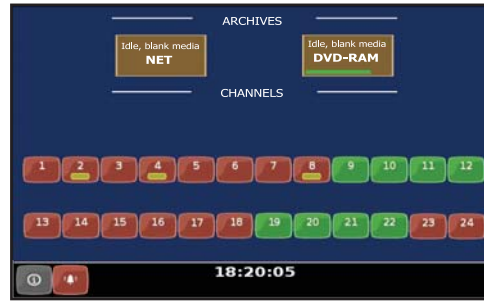 ARCHIVES
Idle, blank media
NET
Idle, blank media
DVD-RAM
CHANNELS
1 2 3 4 5 6 7 8 9 10 11 12
13 14 15 16 17 18 19 20 21 22 23 24
18:20:05